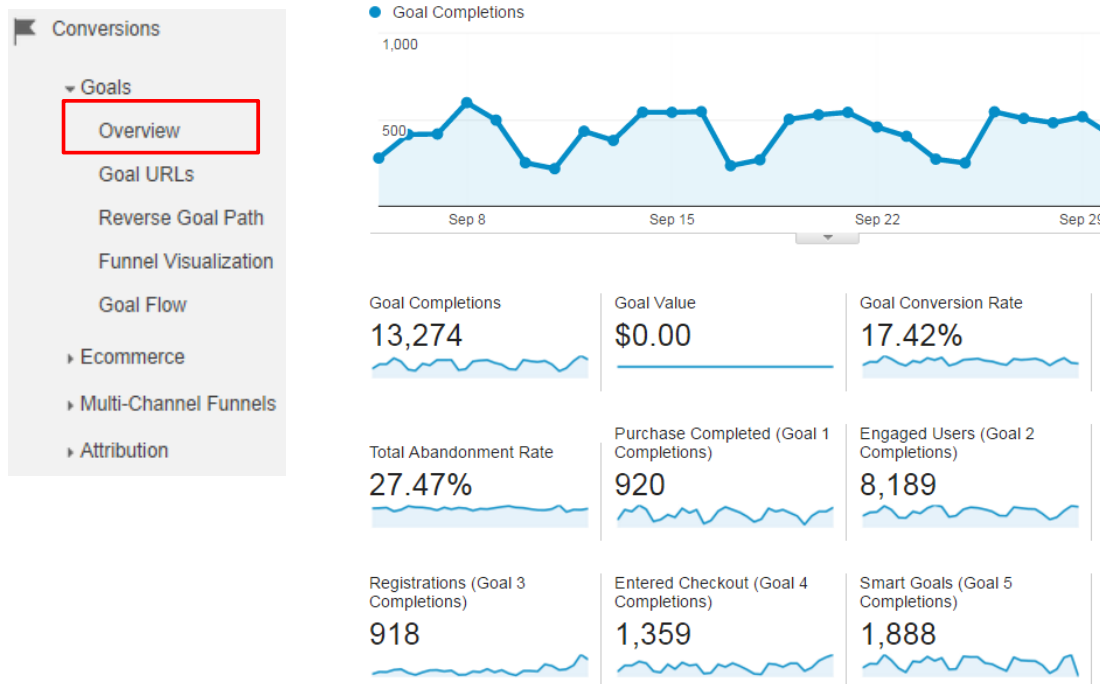 Conversions
Goals
Overview
Goal URLs
Reverse Goal Path
Funnel Visualization
Goal Flow
Ecommerce
Multi-Channel Funnels
Attribution
Goal Completions
1,000
500
Sep 8
Sep 15
Sep 22
Sep 29
Goal Completions
13,274
Goal Value
$0.00
Goal Conversion Rate
17.42%
Total Abandonment Rate
27.47%
Purchase Completed (Goal 1
Completions)
920
Engaged Users (Goal 2
Completions)
8,189
Registrations (Goal 3
Completions)
918
Entered Checkout (Goal 4
Completions)
1,359
Smart Goals (Goal 5
Completions)
1,888